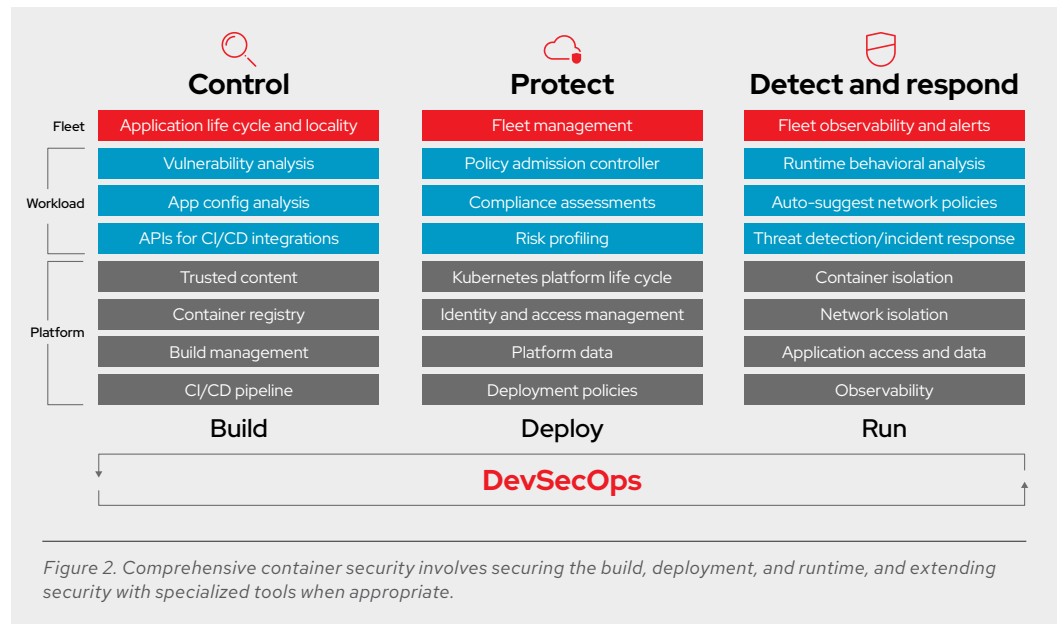 Control
Protect
Detect and respond
Fleet
Application life cycle and locality
Fleet management
Fleet observability and alerts
Workload
Vulnerability analysis
Policy admission controller
Runtime behavioral analysis
App config analysis
Compliance assessments
Auto-suggest network policies
APIs for CI/CD integrations
Risk profiling
Threat detection/incident response
Platform
Trusted content
Kubernetes platform life cycle
Container isolation
Container registry
Identity and access management
Network isolation
Build management
Platform data
Application access and data
CI/CD pipeline
Deployment policies
Observability
Build
Deploy
Run
DevSecOps
Figure 2. Comprehensive container security involves securing the build, deployment, and runtime, and extending
security with specialized tools when appropriate.